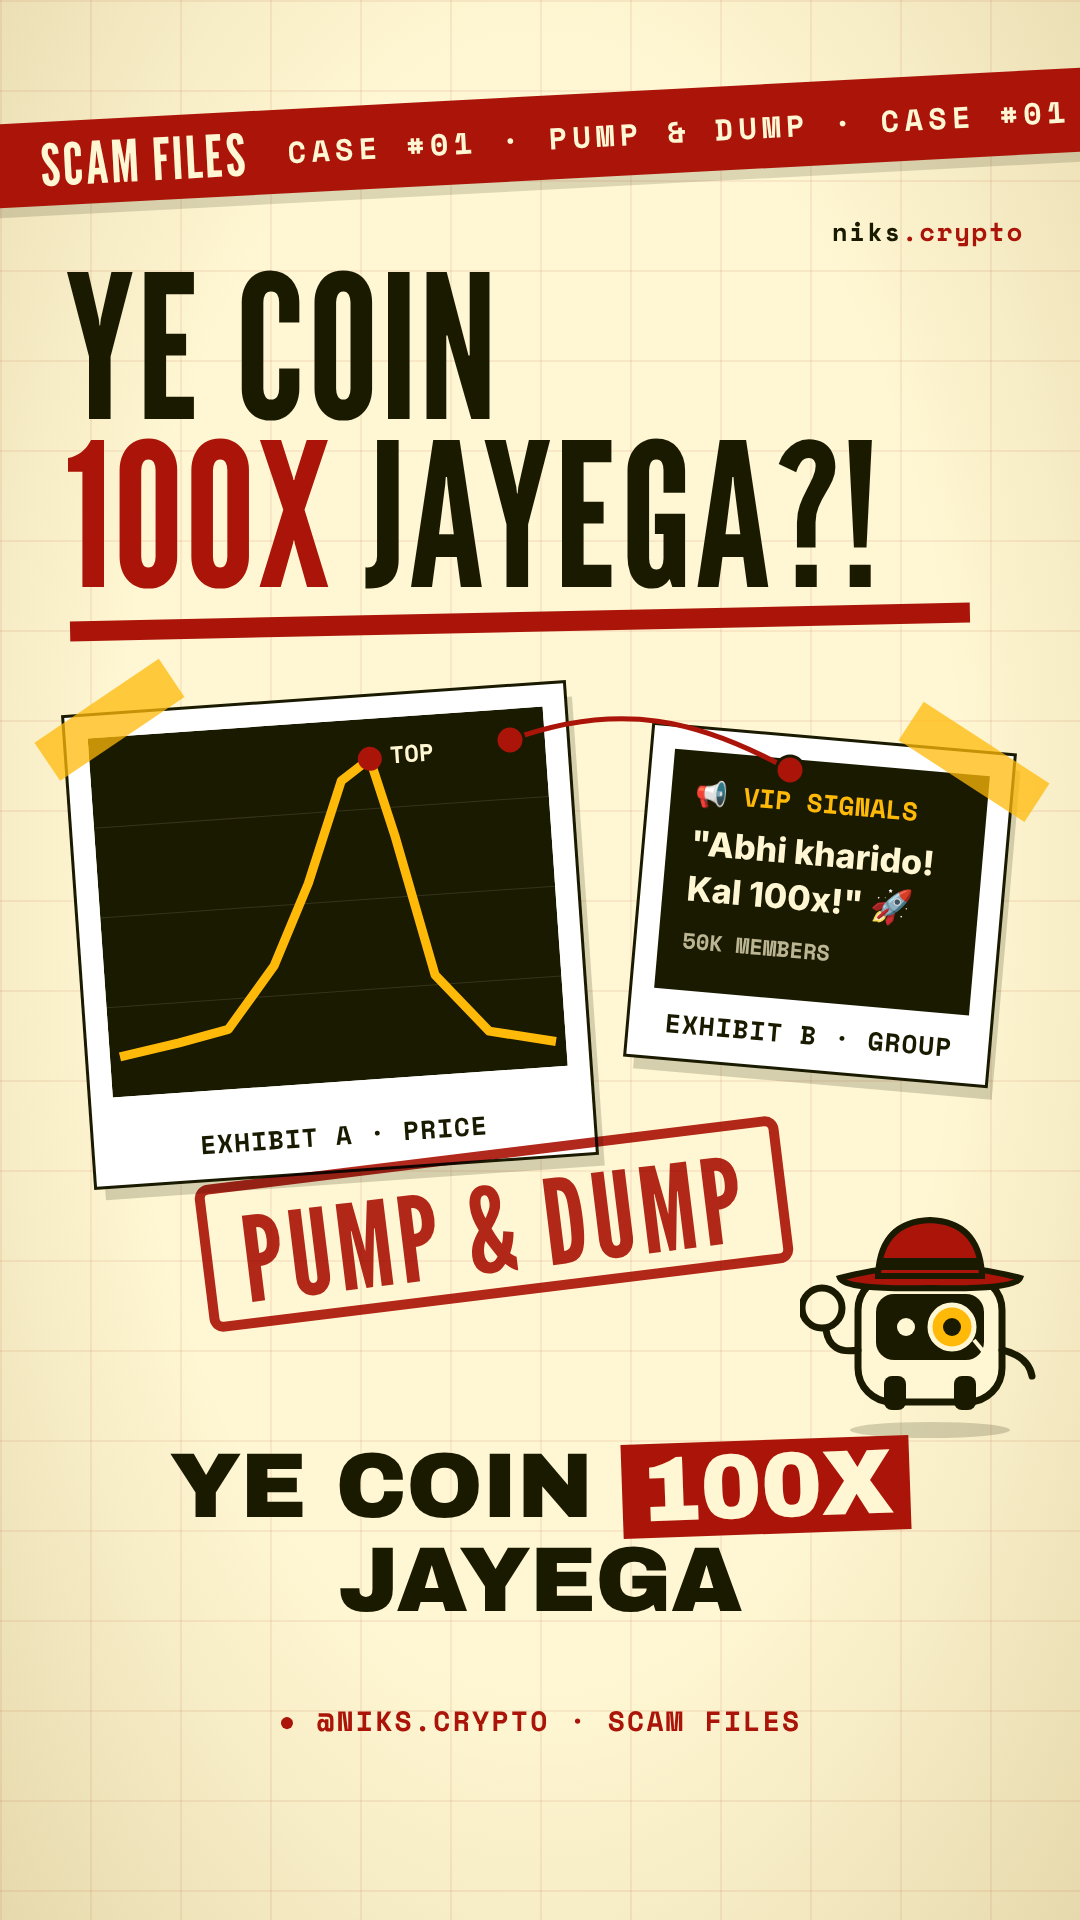 SCAM FILES CASE #01 · PUMP & DUMP · CASE #01
niks.crypto
YE COIN
100X JAYEGA?!
TOP
EXHIBIT A · PRICE
📢 VIP SIGNALS
"Abhi kharido!
Kal 100x!" 🚀
50K MEMBERS
EXHIBIT B · GROUP
PUMP & DUMP
YE COIN 100X
JAYEGA
● @NIKS.CRYPTO · SCAM FILES